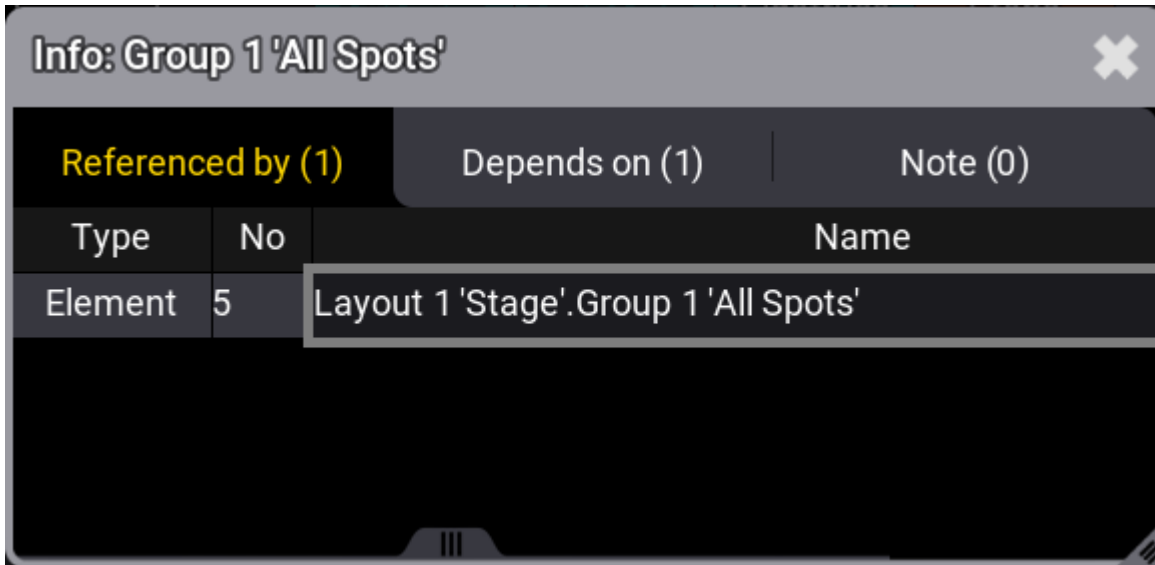 Info: Group 1 'All Spots'
Referenced by (1) Depends on (1) Note (0)
Type No Name
Element 5 Layout 1 'Stage'.Group 1 'All Spots'